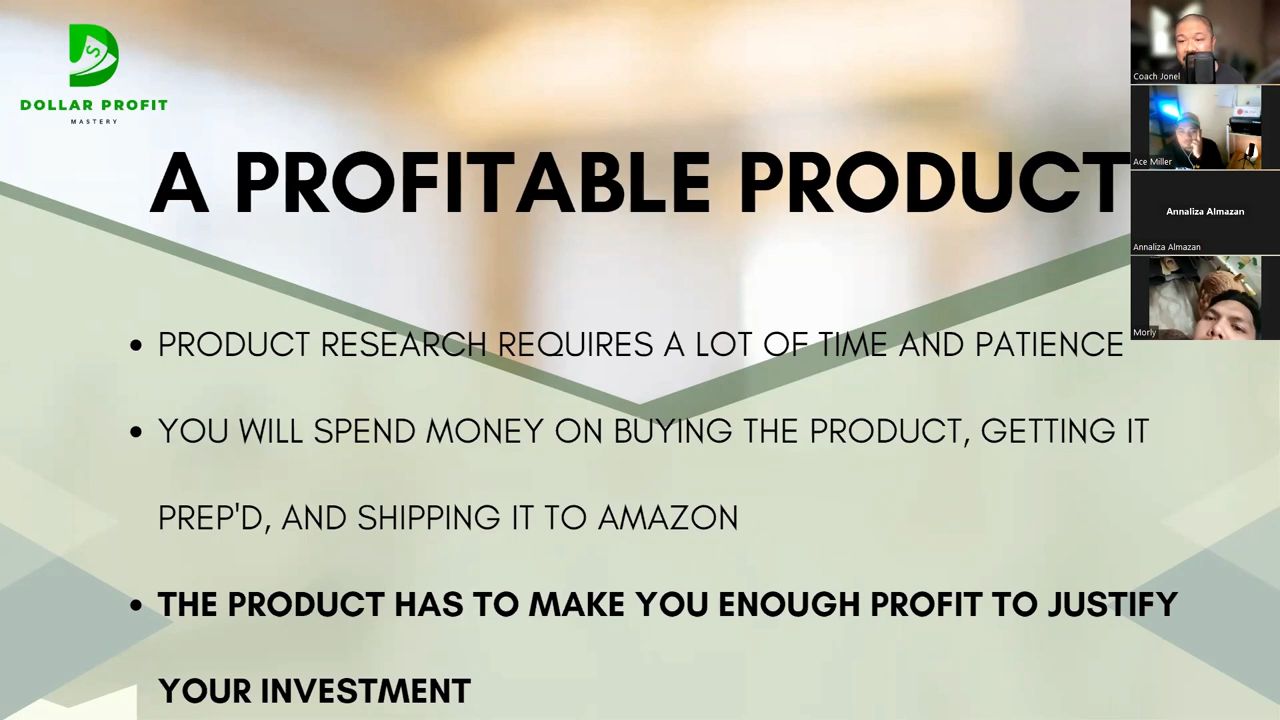 DOLLAR PROFIT
MASTERY
A PROFITABLE PRODUCT
• PRODUCT RESEARCH REQUIRES A LOT OF TIME AND PATIENCE
• YOU WILL SPEND MONEY ON BUYING THE PRODUCT, GETTING IT
PREP'D, AND SHIPPING IT TO AMAZON
• THE PRODUCT HAS TO MAKE YOU ENOUGH PROFIT TO JUSTIFY
YOUR INVESTMENT
Coach Jonel
Ace Miller
Annaliza Almazan
Annaliza Almazan
Morly